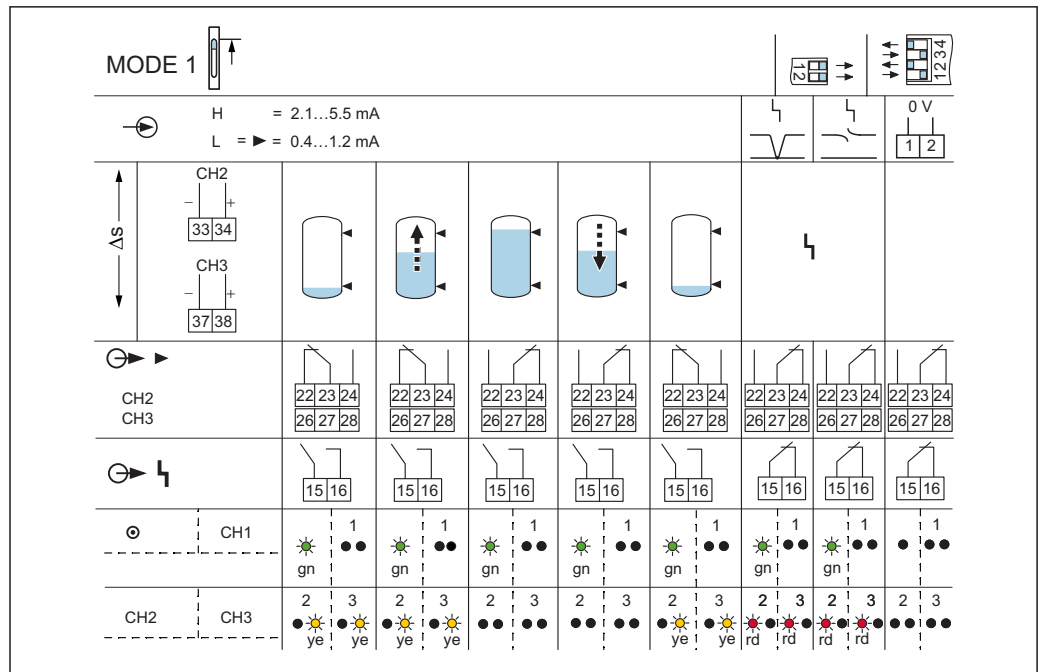 MODE 1
12
1234
H = 2.1…5.5 mA
L = ► = 0.4…1.2 mA
0 V
1 2
Δs
CH2
– +
33 34
CH3
– +
37 38
CH2
22 23 24 22 23 24 22 23 24 22 23 24 22 23 24 22 23 24 22 23 24 22 23 24
CH3
26 27 28 26 27 28 26 27 28 26 27 28 26 27 28 26 27 28 26 27 28 26 27 28
15 16 15 16 15 16 15 16 15 16 15 16 15 16 15 16
CH1 1 1 1 1 1 1 1 1
gn gn gn gn gn gn gn
CH2 CH3 2 3 2 3 2 3 2 3 2 3 2 3 2 3 2 3
ye ye ye ye ye ye rd rd rd rd